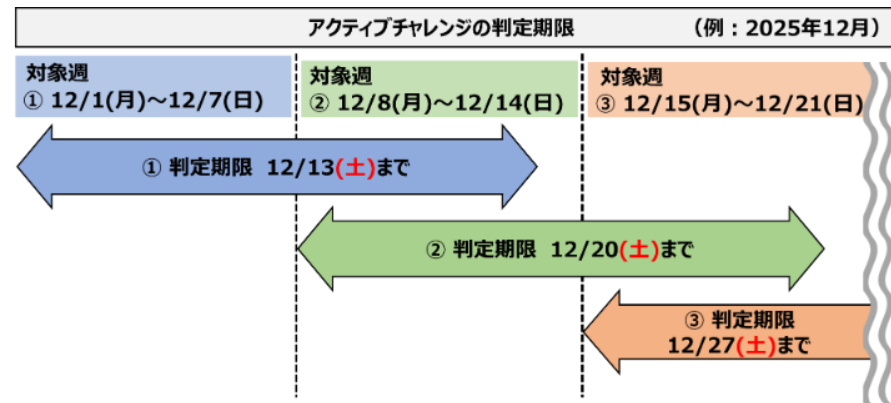 アクティブチャレンジの判定期限　（例：2025年12月）
対象週
① 12/1(月)～12/7(日)
対象週
② 12/8(月)～12/14(日)
対象週
③ 12/15(月)～12/21(日)
① 判定期限 12/13(土)まで
② 判定期限 12/20(土)まで
③ 判定期限
12/27(土)まで